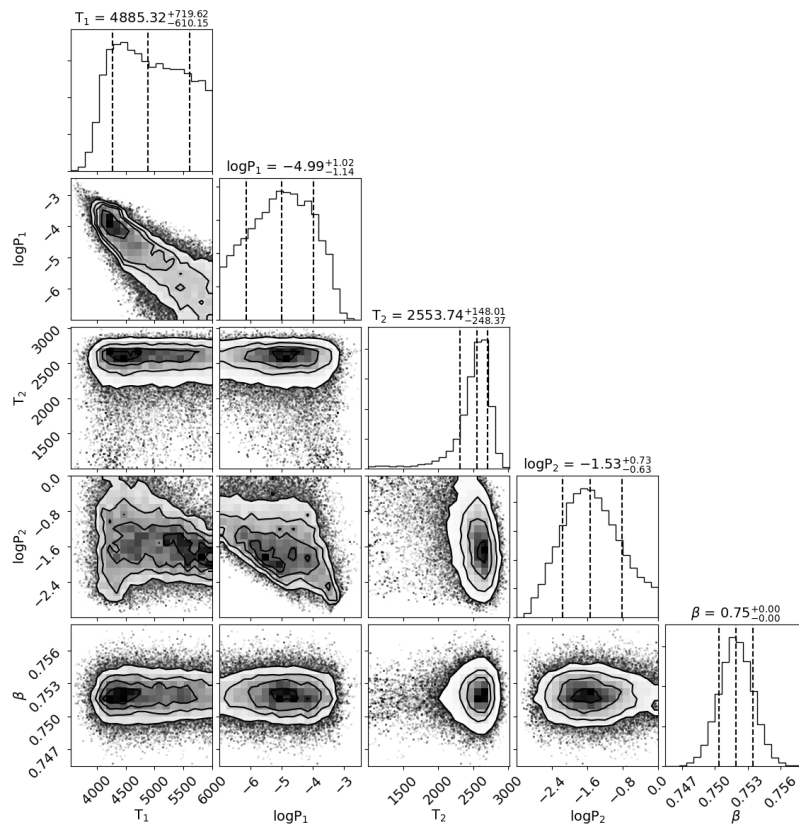 T₁ = 4885.32+719.62−610.15
logP₁ = −4.99+1.02−1.14
−3
−4
−5
−6
logP₁
T₂ = 2553.74+148.01−248.37
3000
2500
2000
1500
T₂
logP₂ = −1.53+0.73−0.63
0.0
−0.8
−1.6
−2.4
logP₂
β = 0.75+0.00−0.00
0.756
0.753
0.750
0.747
β
4000 4500 5000 5500 6000
−6 −5 −4 −3
1500 2000 2500 3000
−2.4 −1.6 −0.8 0.0
0.747 0.750 0.753 0.756
T₁ logP₁ T₂ logP₂ β